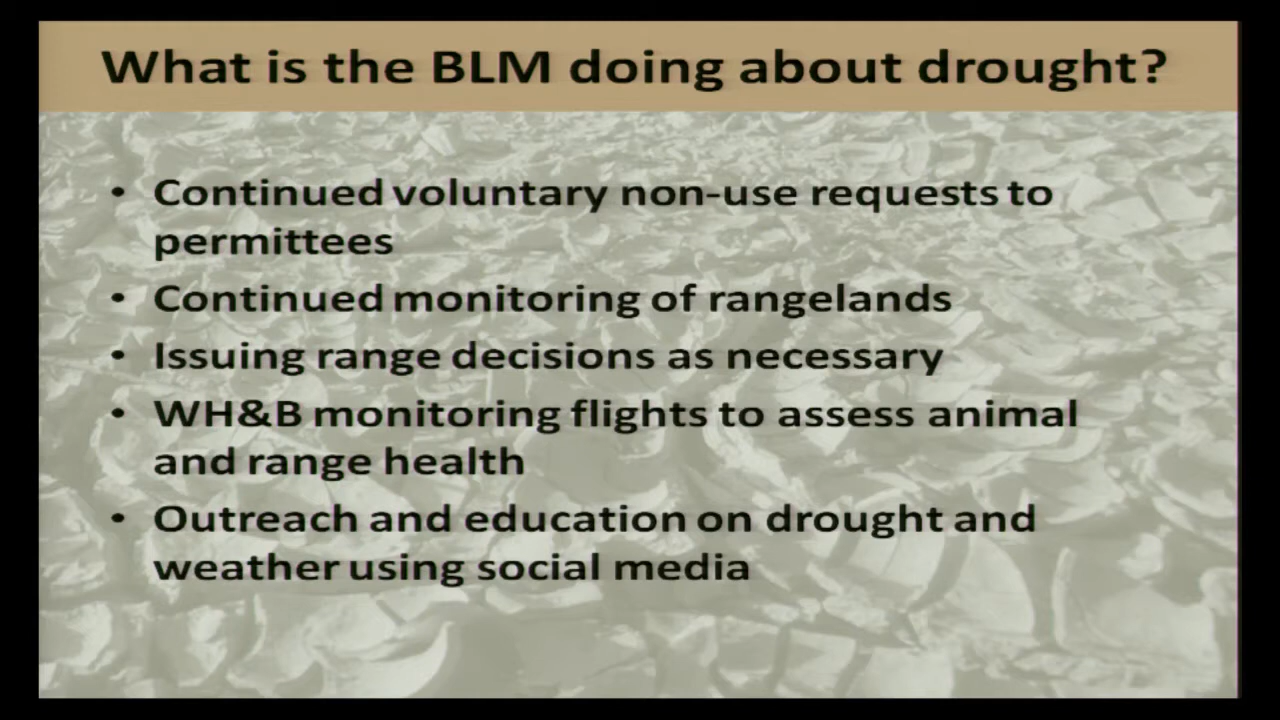 What is the BLM doing about drought?
• Continued voluntary non-use requests to
permittees
• Continued monitoring of rangelands
• Issuing range decisions as necessary
• WH&B monitoring flights to assess animal
and range health
• Outreach and education on drought and
weather using social media